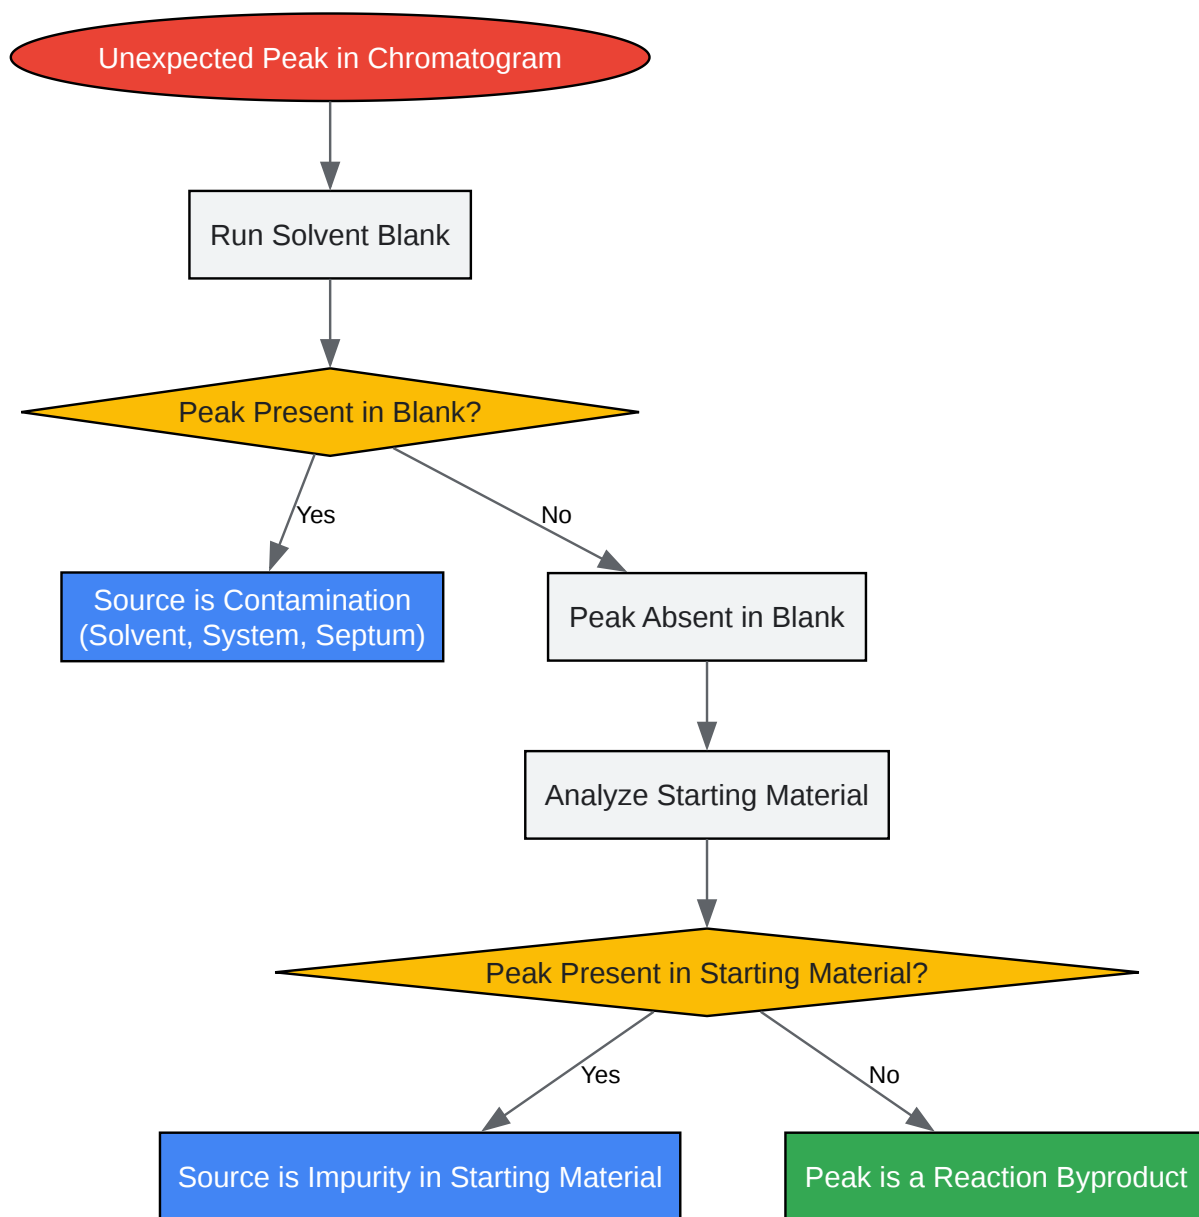 Unexpected Peak in Chromatogram
Run Solvent Blank
Peak Present in Blank?
Yes
No
Source is Contamination
(Solvent, System, Septum)
Peak Absent in Blank
Analyze Starting Material
Peak Present in Starting Material?
Yes
No
Source is Impurity in Starting Material
Peak is a Reaction Byproduct